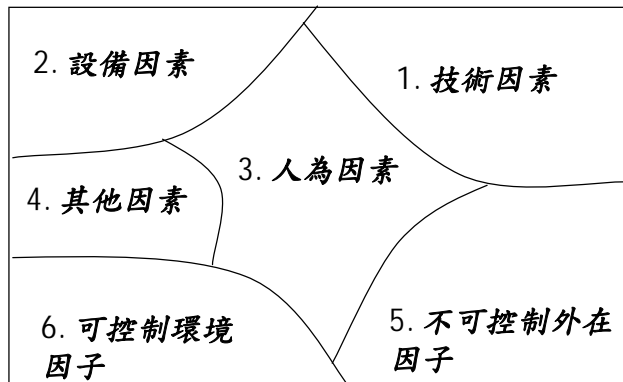 2. 設備因素
1. 技術因素
3. 人為因素
4. 其他因素
6. 可控制環境
因子
5. 不可控制外在
因子